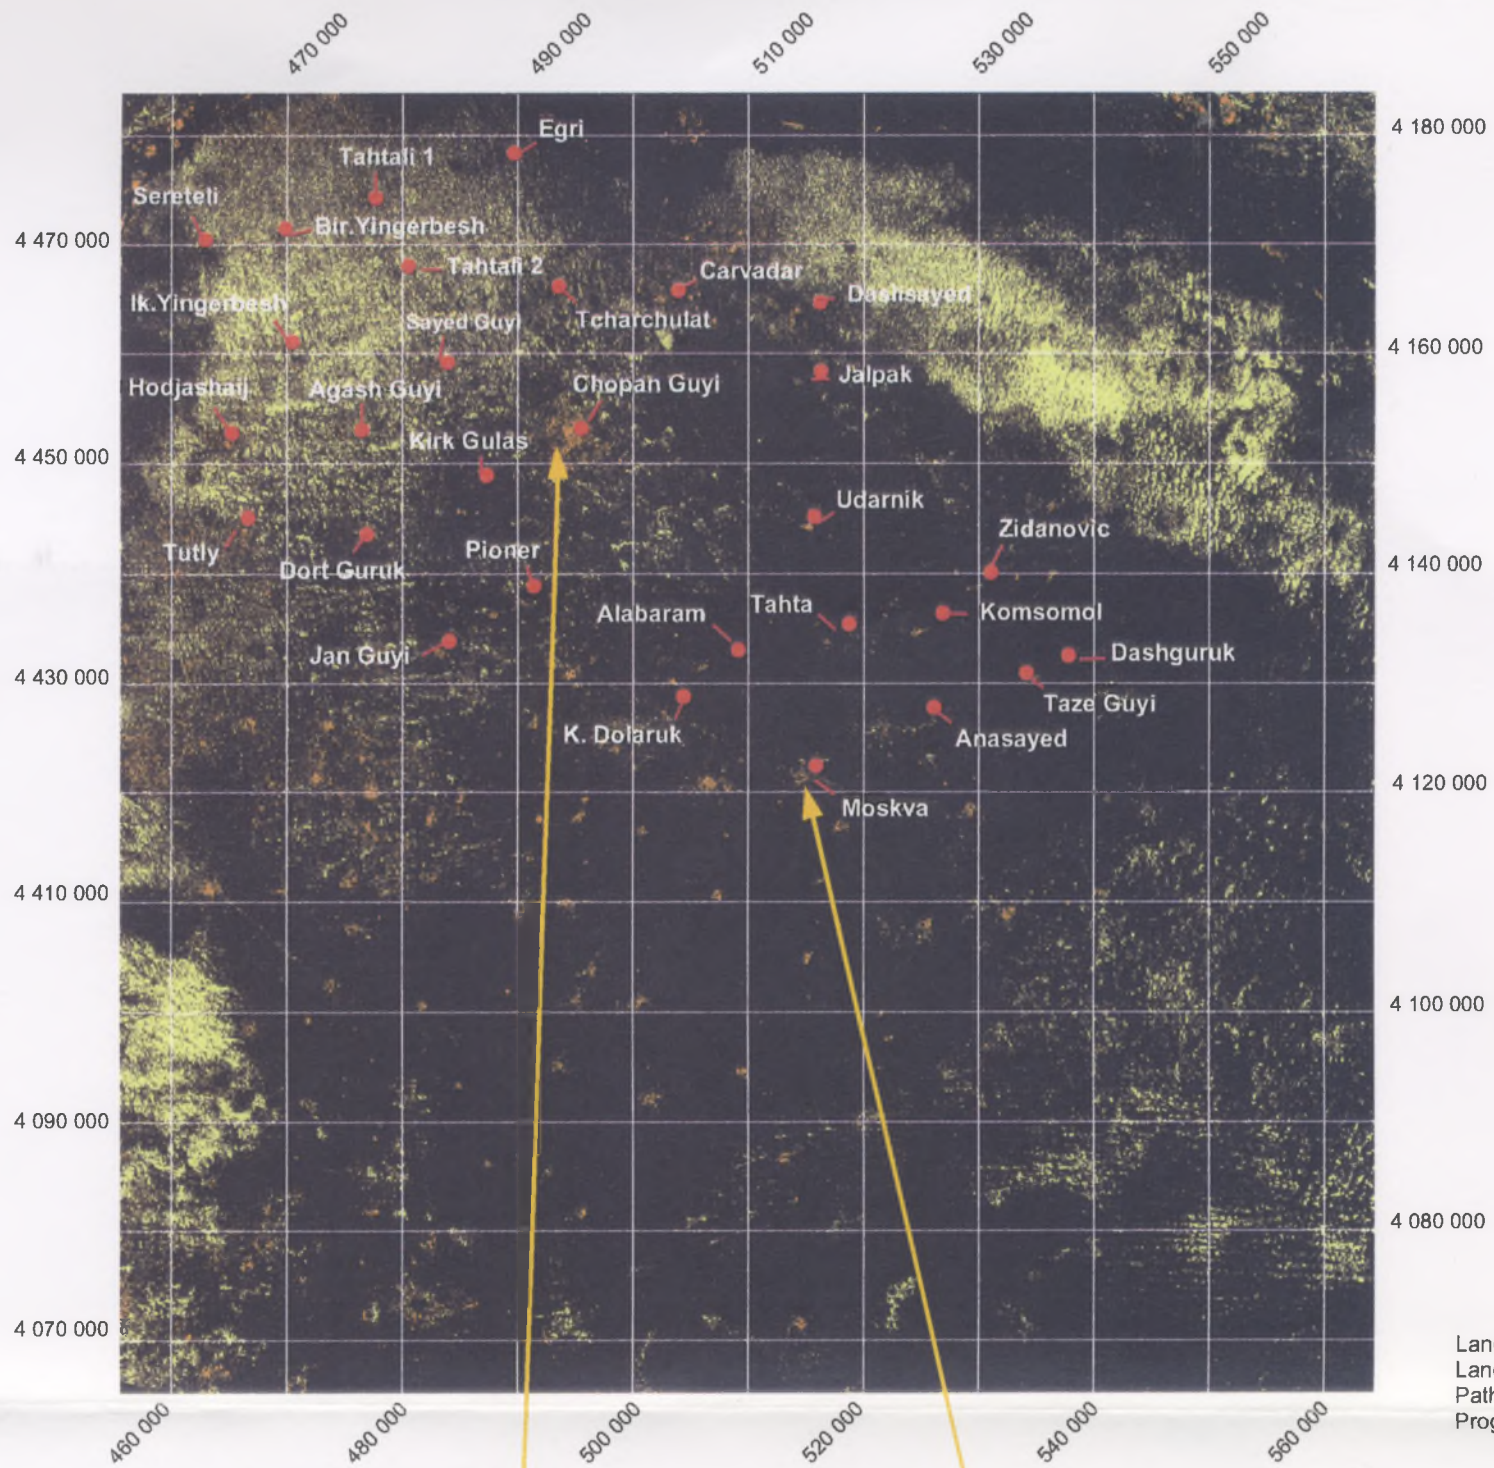 470 000
490 000
510 000
530 000
550 000
4 180 000
Egri
Tahtali 1
Sereteli
Bir.Yingerbesh
4 470 000
Tahtali 2
Carvadar
Dashsayed
Ik.Yingerbesh
Sayed Guyi
Tcharchulat
4 160 000
Hodjashaij
Agash Guyi
Chopan Guyi
Jalpak
Kirk Gulas
4 450 000
Udarnik
Zidanovic
Tutly
Pioner
Dort Guruk
4 140 000
Alabaram
Tahta
Komsomol
Jan Guyi
Dashguruk
4 430 000
Taze Guyi
K. Dolaruk
Anasayed
4 120 000
Moskva
4 410 000
4 100 000
4 090 000
4 080 000
4 070 000
Lan
Lan
Path
Prog
460 000
480 000
500 000
520 000
540 000
560 000